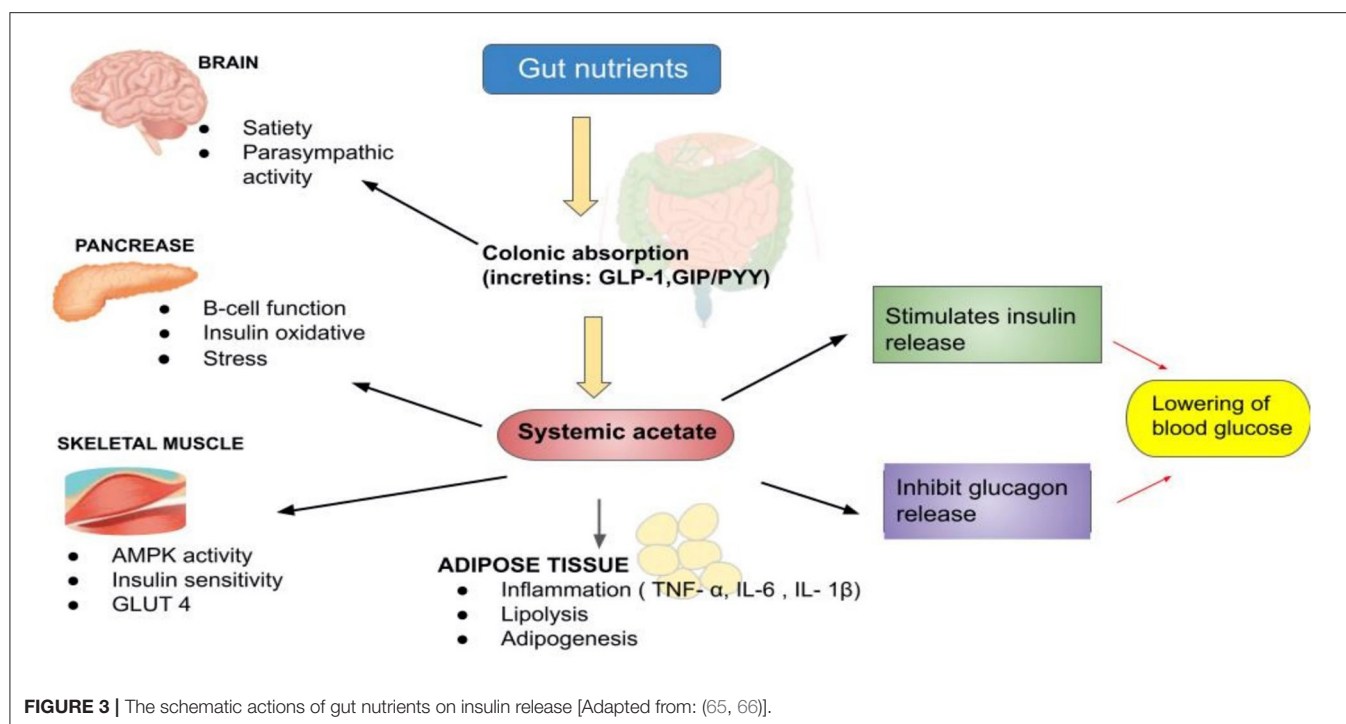 Gut nutrients
BRAIN
● Satiety
● Parasympathic
activity
Colonic absorption
(incretins: GLP-1,GIP/PYY)
PANCREASE
● B-cell function
● Insulin oxidative
● Stress
Systemic acetate
Stimulates insulin
release
Lowering of
blood glucose
Inhibit glucagon
release
SKELETAL MUSCLE
● AMPK activity
● Insulin sensitivity
● GLUT 4
ADIPOSE TISSUE
● Inflammation ( TNF- α, IL-6 , IL- 1β)
● Lipolysis
● Adipogenesis
FIGURE 3 | The schematic actions of gut nutrients on insulin release [Adapted from: (65, 66)].